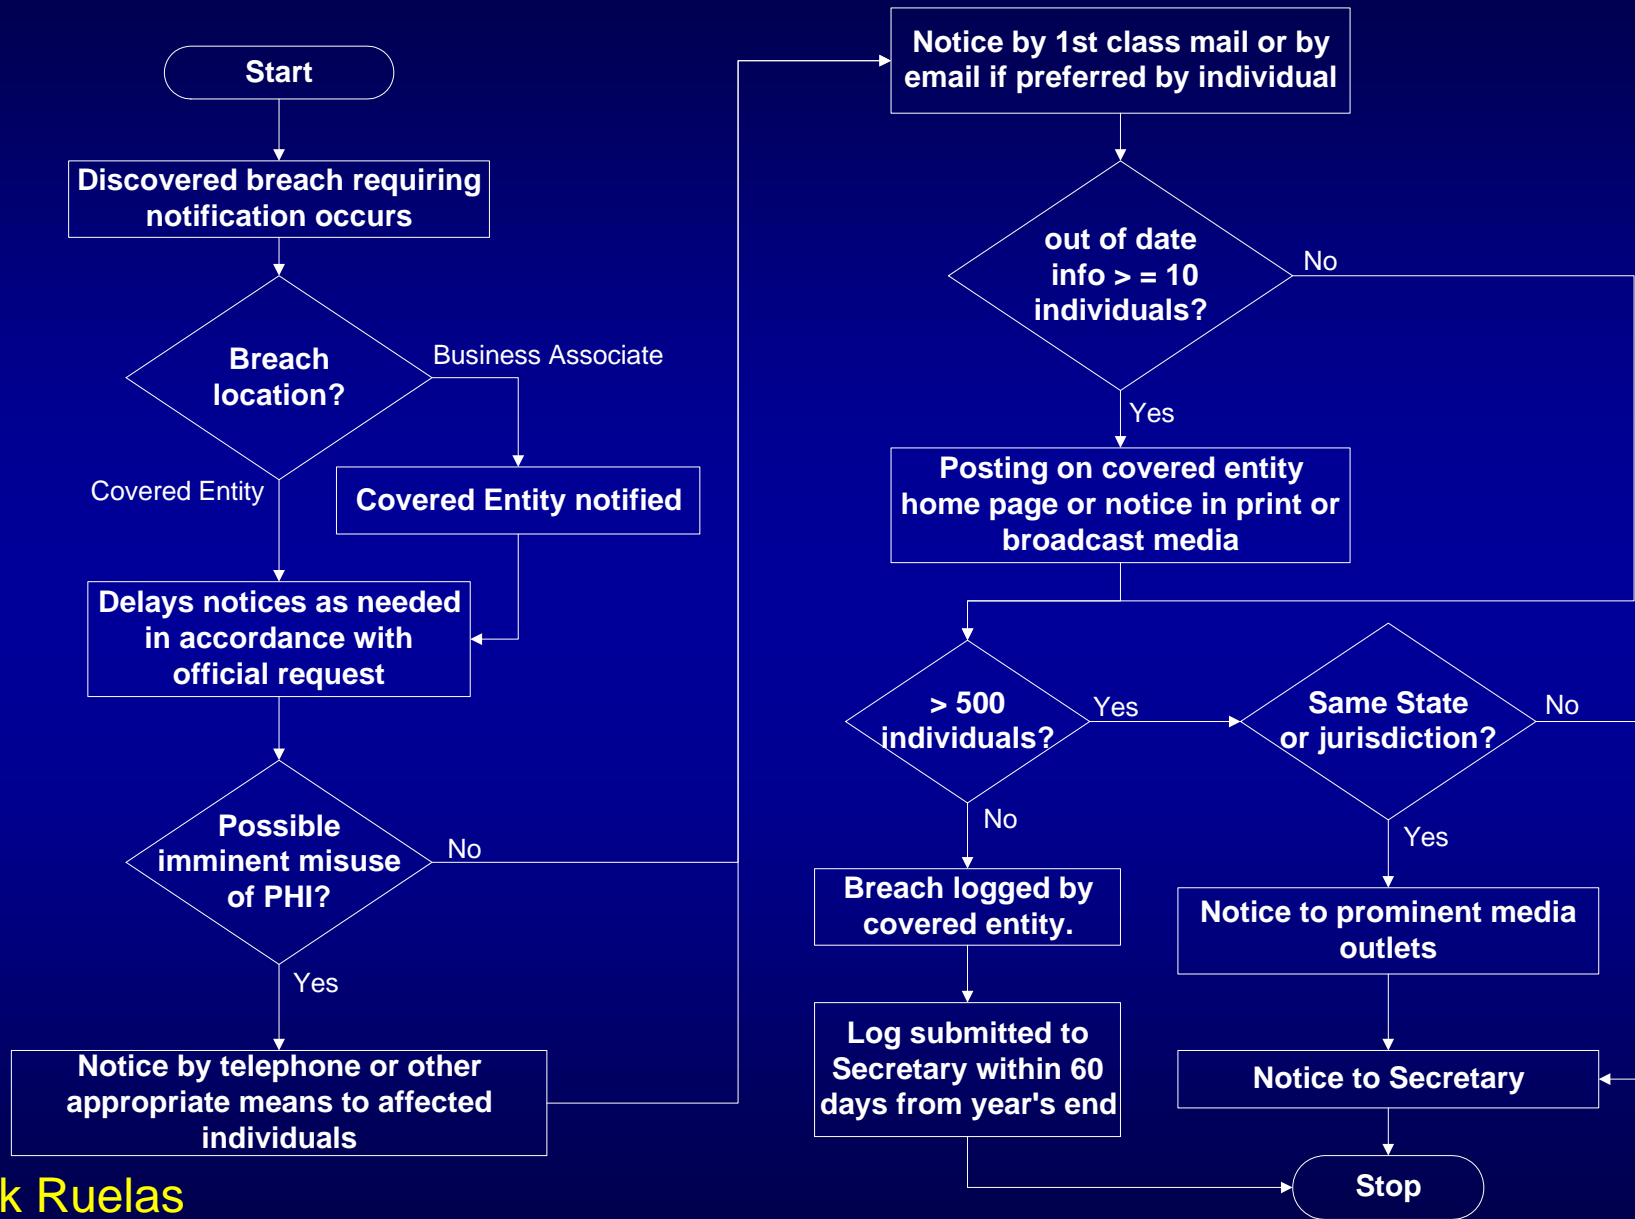 Start
Discovered breach requiring
notification occurs
Breach
location?
Business Associate
Covered Entity
Covered Entity notified
Delays notices as needed
in accordance with
official request
Possible
imminent misuse
of PHI?
No
Yes
Notice by telephone or other
appropriate means to affected
individuals
Notice by 1st class mail or by
email if preferred by individual
out of date
info > = 10
individuals?
No
Yes
Posting on covered entity
home page or notice in print or
broadcast media
> 500
individuals?
Yes
No
Same State
or jurisdiction?
No
Yes
Breach logged by
covered entity.
Log submitted to
Secretary within 60
days from year's end
Notice to prominent media
outlets
Notice to Secretary
Stop
k Ruelas